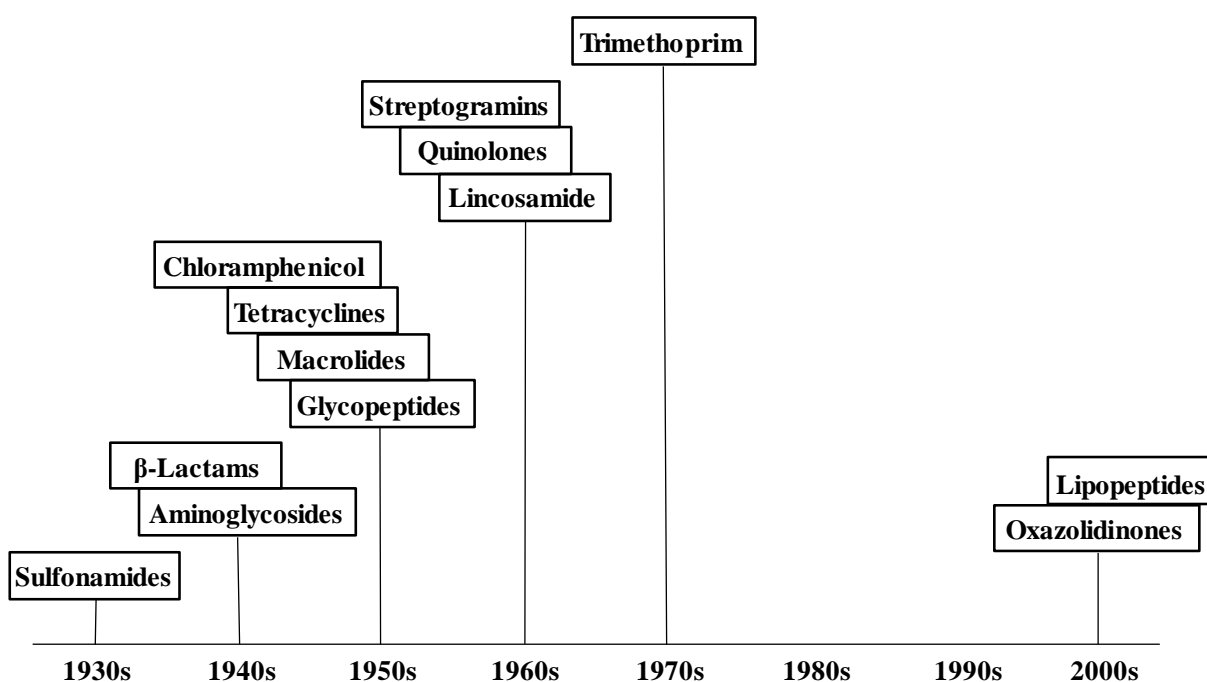 Trimethoprim
Streptogramins
Quinolones
Lincosamide
Chloramphenicol
Tetracyclines
Macrolides
Glycopeptides
β-Lactams
Aminoglycosides
Lipopeptides
Oxazolidinones
Sulfonamides
1930s 1940s 1950s 1960s 1970s 1980s 1990s 2000s